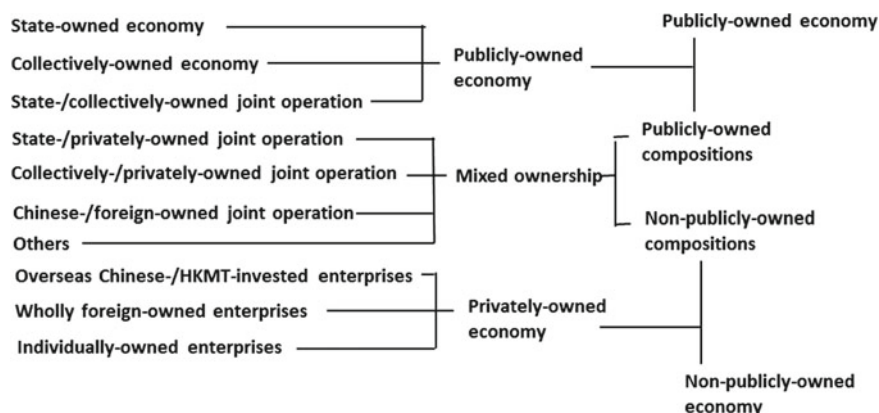 State-owned economy
Collectively-owned economy
State-/collectively-owned joint operation
State-/privately-owned joint operation
Collectively-/privately-owned joint operation
Chinese-/foreign-owned joint operation
Others
Overseas Chinese-/HKMT-invested enterprises
Wholly foreign-owned enterprises
Individually-owned enterprises
Publicly-owned
economy
Mixed ownership
Privately-owned
economy
Publicly-owned economy
Publicly-owned
compositions
Non-publicly-owned
compositions
Non-publicly-owned
economy